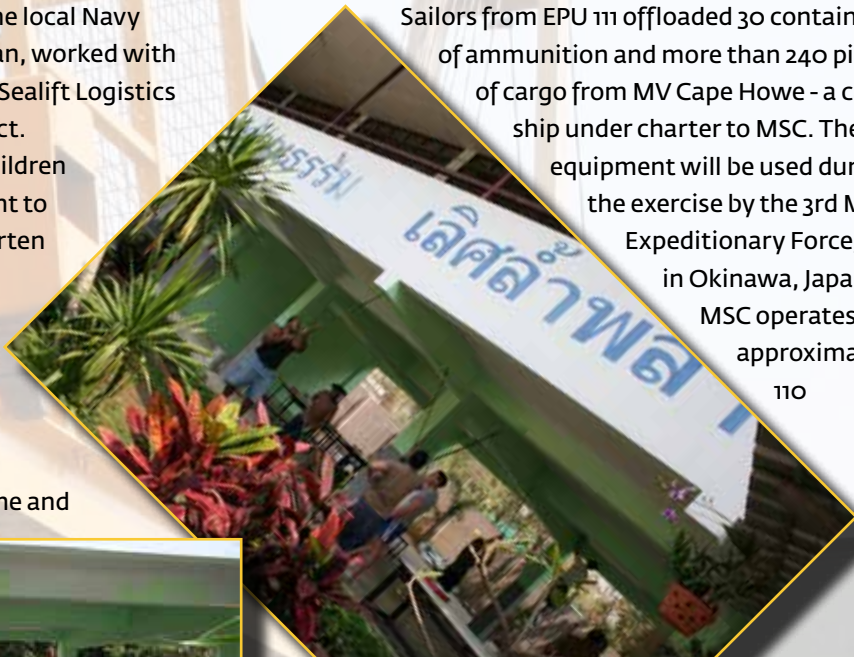 ne local Navy
an, worked with
Sealift Logistics
ct.
ildren
nt to
rten
me and
Sailors from EPU 111 offloaded 30 contain
of ammunition and more than 240 pi
of cargo from MV Cape Howe - a c
ship under charter to MSC. The
equipment will be used dur
the exercise by the 3rd M
Expeditionary Force
in Okinawa, Japa
MSC operates
approxima
110
เลิศล้ำพล